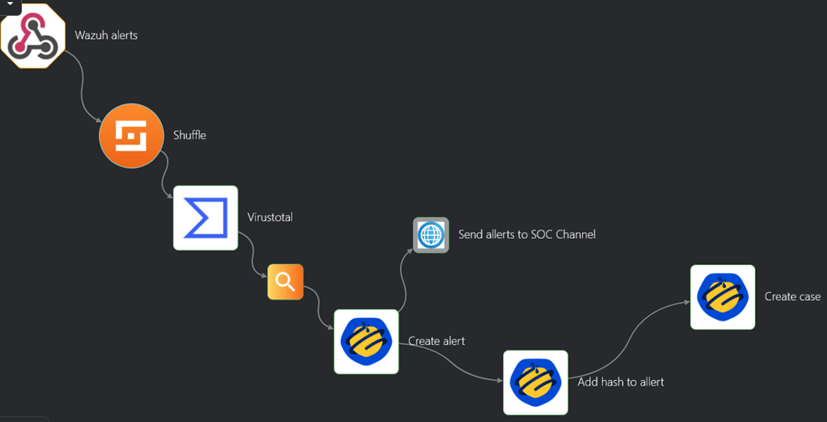 Wazuh alerts
Shuffle
Virustotal
Send allerts to SOC Channel
Create case
Create alert
Add hash to allert